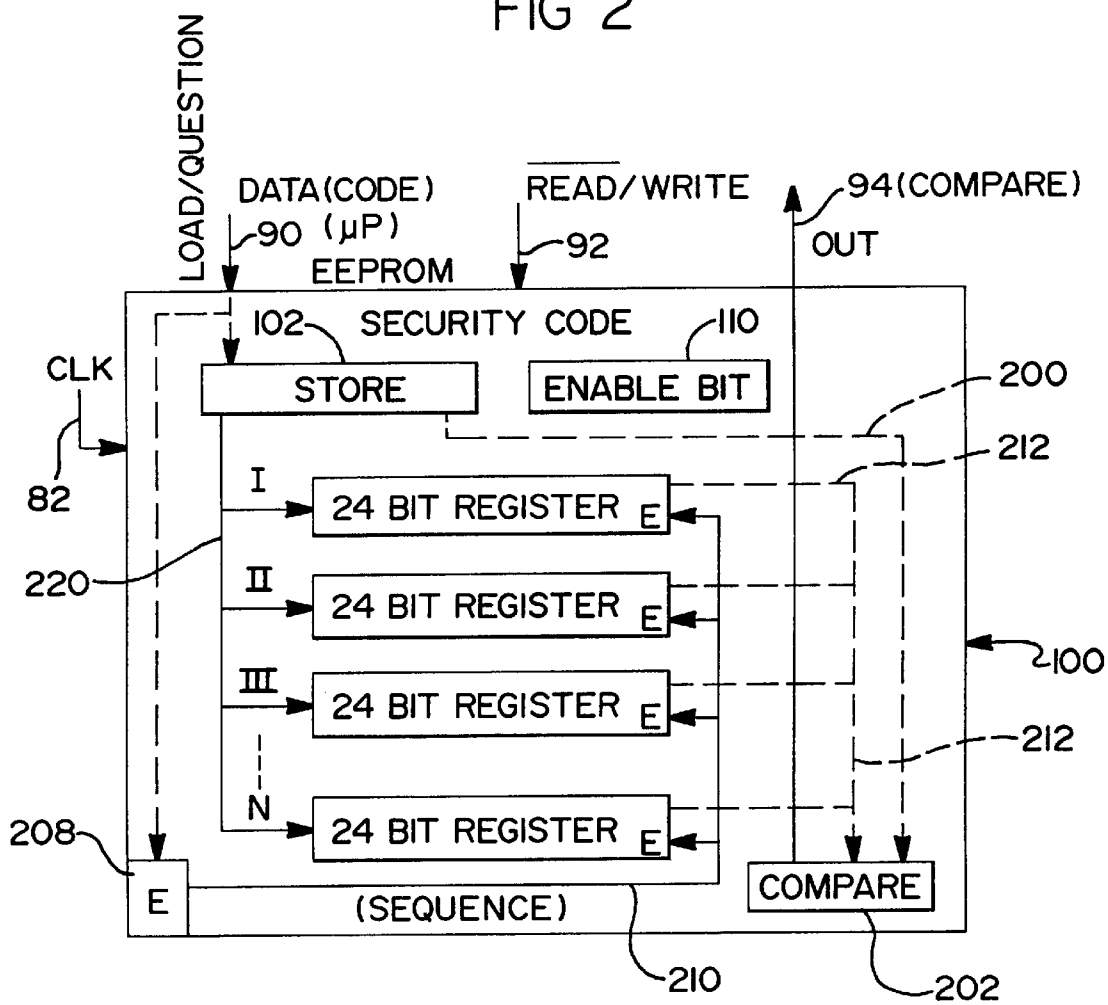 FIG 2
LOAD/QUESTION
DATA(CODE)
(μP)
90
READ/WRITE
92
94(COMPARE)
OUT
EEPROM
SECURITY CODE
102
110
CLK
82
STORE
ENABLE BIT
200
212
I
24 BIT REGISTER E
220
II
24 BIT REGISTER E
100
III
24 BIT REGISTER E
212
N
24 BIT REGISTER E
208
E
(SEQUENCE)
COMPARE
210
202